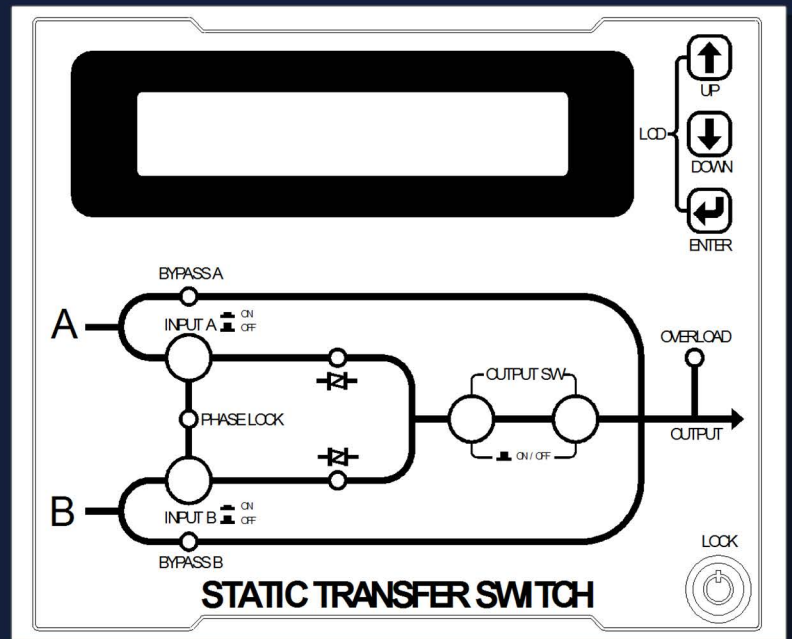 UP
LCD
DOWN
ENTER
BYPASS A
A
INPUT A
ON
OFF
OVERLOAD
OUTPUT SW
PHASE LOCK
OUTPUT
ON / OFF
B
INPUT B
ON
OFF
BYPASS B
LOCK
STATIC TRANSFER SWITCH